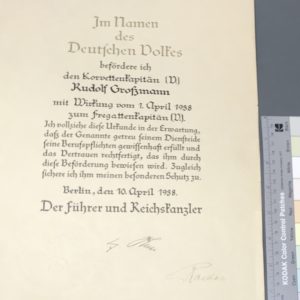 Im Namen
des
Deutschen Volkes
befördere ich
den Korvettenkapitän (V)
Rudolf Großmann
mit Wirkung vom 1. April 1938
zum Fregattenkapitän (V).
Ich vollziehe diese Urkunde in der Erwartung,
daß der Genannte getreu seinem Diensteide
seine Berufspflichten gewissenhaft erfüllt und
das Vertrauen rechtfertigt, das ihm durch
diese Beförderung bewiesen wird. Zugleich
sichere ich ihm meinen besonderen Schutz zu.
Berlin, den 10. April 1938.
Der Führer und Reichskanzler
Raeder
KODAK Color Control Patches